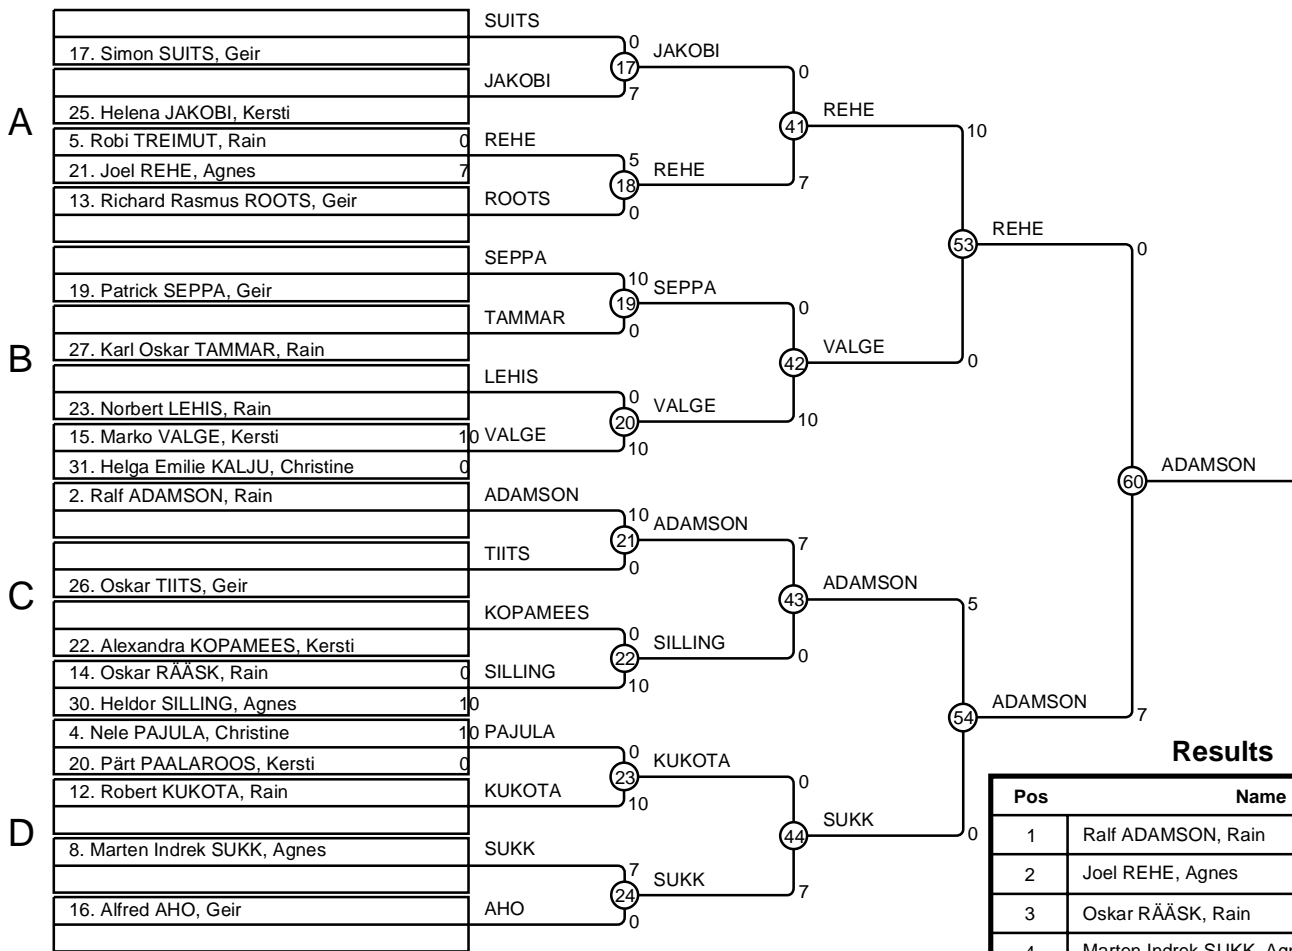 SUITS
17. Simon SUITS, Geir
0
17
JAKOBI
7
JAKOBI
25. Helena JAKOBI, Kersti
0
41
REHE
10
A
5. Robi TREIMUT, Rain 0
REHE
21. Joel REHE, Agnes 7
5
18
REHE
7
13. Richard Rasmus ROOTS, Geir
ROOTS
0
53
REHE
0
SEPPA
19. Patrick SEPPA, Geir
10
19
SEPPA
0
TAMMAR
0
27. Karl Oskar TAMMAR, Rain
B
42
VALGE
0
LEHIS
23. Norbert LEHIS, Rain
0
20
VALGE
10
15. Marko VALGE, Kersti 10
VALGE
10
31. Helga Emilie KALJU, Christine 0
60
ADAMSON
2. Ralf ADAMSON, Rain
ADAMSON
10
21
ADAMSON
7
TIITS
0
26. Oskar TIITS, Geir
C
43
ADAMSON
5
KOPAMEES
22. Alexandra KOPAMEES, Kersti
0
22
SILLING
0
14. Oskar RÄÄSK, Rain 0
SILLING
10
30. Heldor SILLING, Agnes 10
54
ADAMSON
7
4. Nele PAJULA, Christine 10
PAJULA
20. Pärt PAALAROOS, Kersti 0
0
23
KUKOTA
0
12. Robert KUKOTA, Rain
KUKOTA
10
D
44
SUKK
0
8. Marten Indrek SUKK, Agnes
SUKK
7
24
SUKK
7
16. Alfred AHO, Geir
AHO
0
Results
Pos Name
1 Ralf ADAMSON, Rain
2 Joel REHE, Agnes
3 Oskar RÄÄSK, Rain
4 Marten Indrek SUKK,